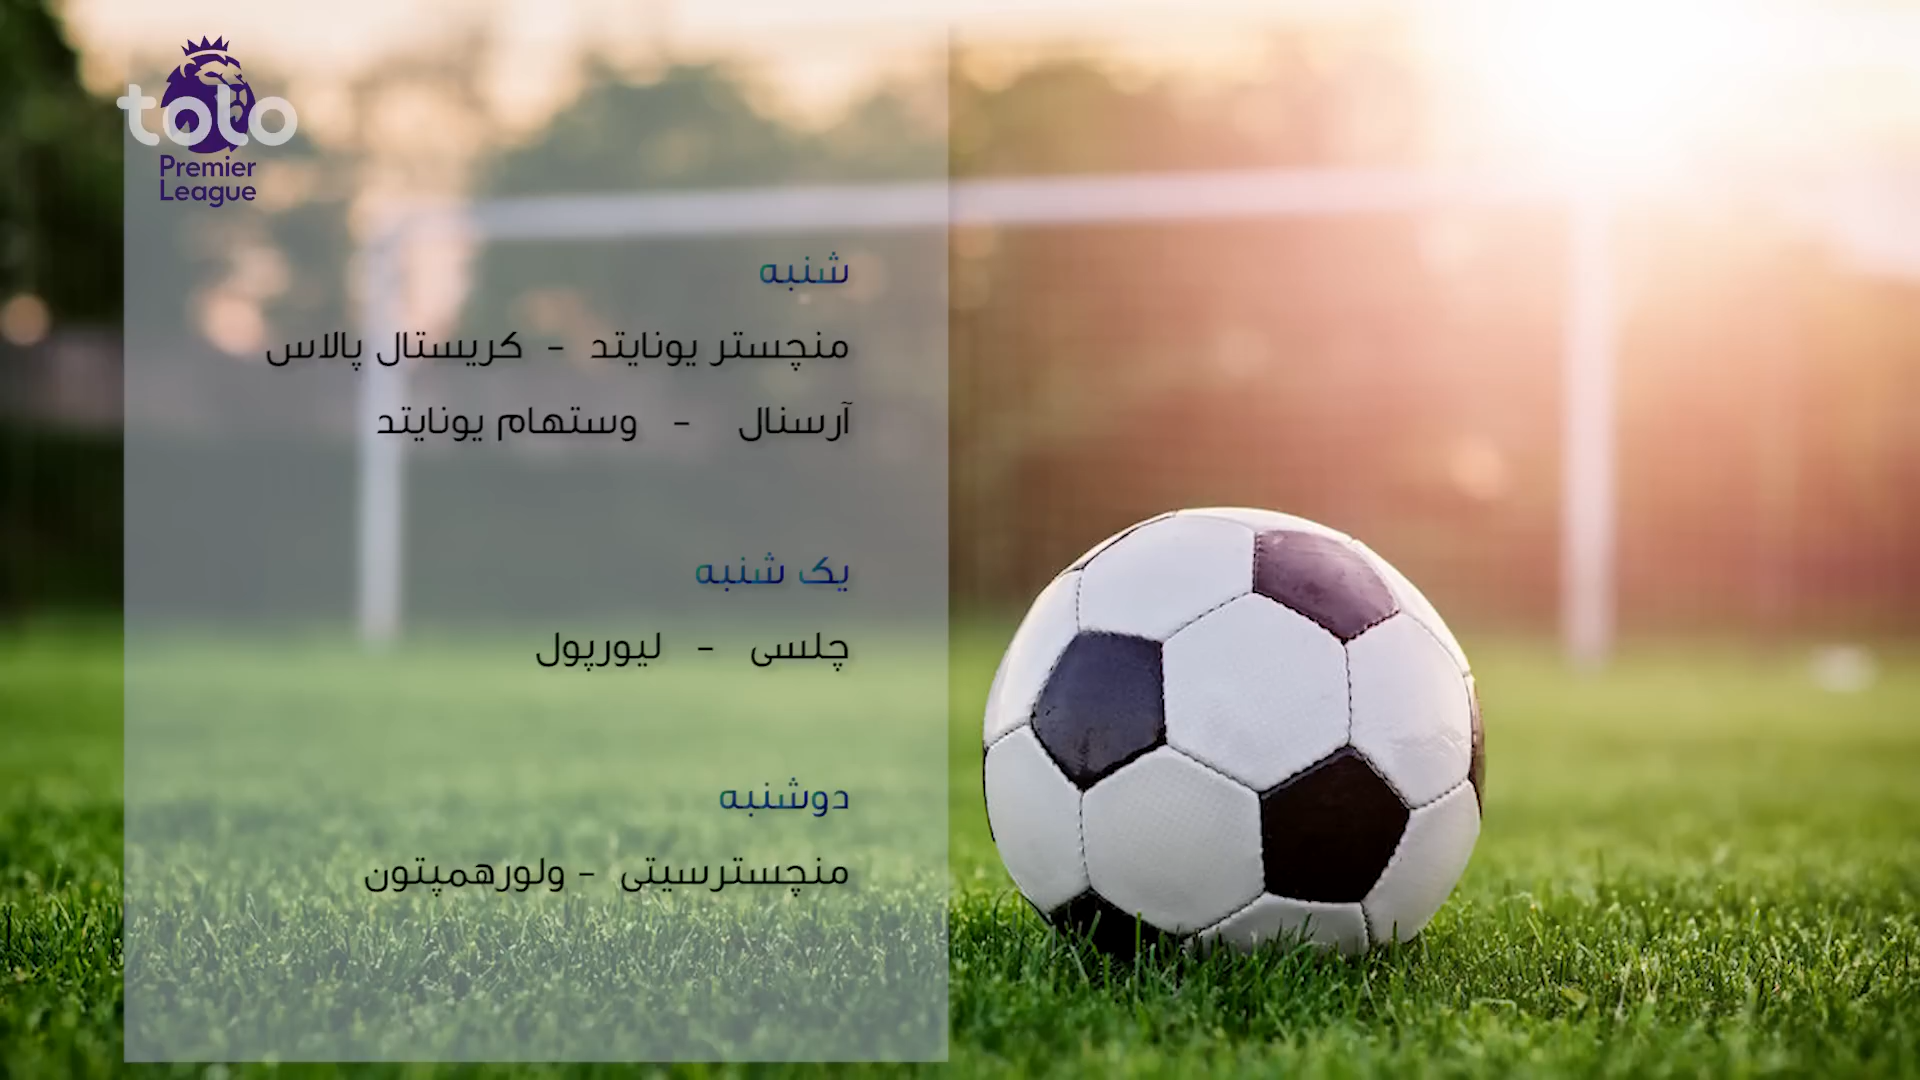 tolo
Premier
League
شنبه
منچستر یونایتد - کریستال پالاس
آرسنال - وستهام یونایتد
یک شنبه
چلسی - لیورپول
دوشنبه
منچسترسیتی - ولورهمپتون